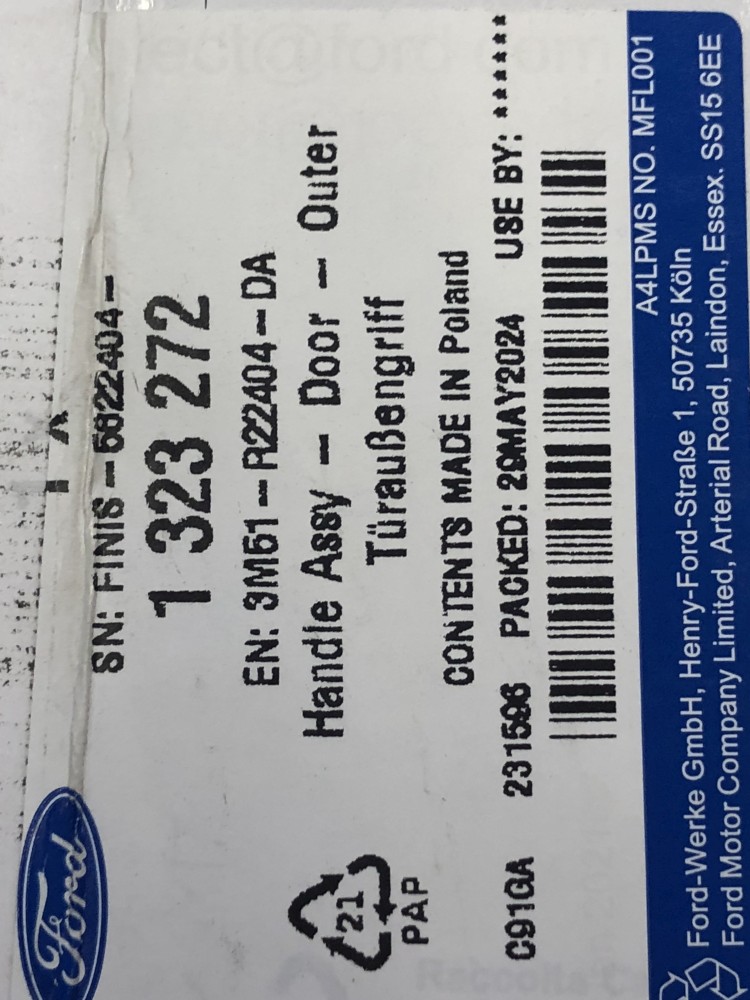 Ford
SN: FINIS-5622404-
1 323 272
EN: 3M51-R22404-DA
Handle Assy - Door - Outer
Türaußengriff
CONTENTS MADE IN Poland
21
PAP
C91GA 231596 PACKED: 29MAY2024 USE BY: ******
A4LPMS NO. MFL001
Ford-Werke GmbH, Henry-Ford-Straße 1, 50735 Köln
Ford Motor Company Limited, Arterial Road, Laindon, Essex. SS15 6EE